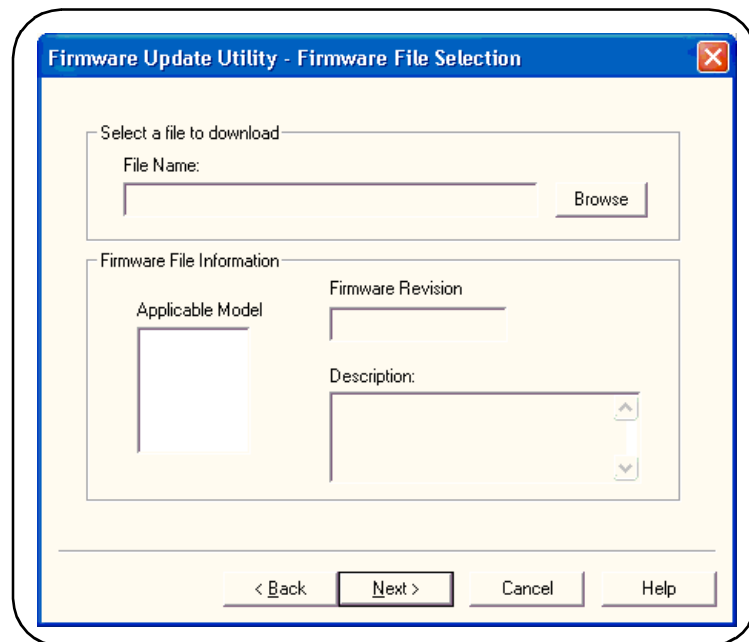 Firmware Update Utility - Firmware File Selection
Select a file to download
File Name:
Browse
Firmware File Information
Applicable Model
Firmware Revision
Description:
< Back
Next >
Cancel
Help